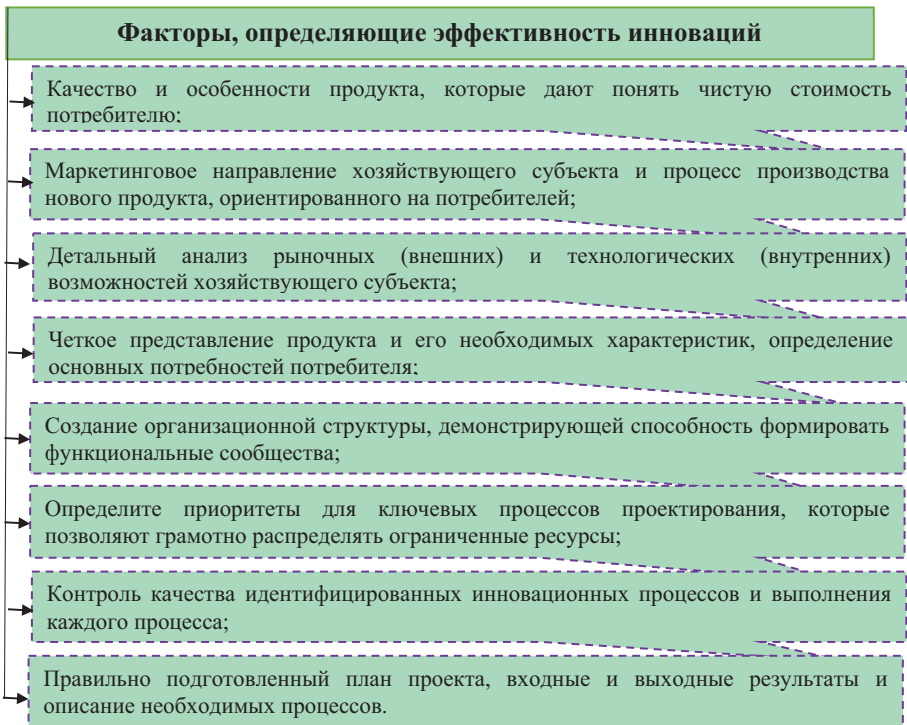 Факторы, определяющие эффективность инноваций
Качество и особенности продукта, которые дают понять чистую стоимость
потребителю;
Маркетинговое направление хозяйствующего субъекта и процесс производства
нового продукта, ориентированного на потребителей;
Детальный анализ рыночных (внешних) и технологических (внутренних)
возможностей хозяйствующего субъекта;
Четкое представление продукта и его необходимых характеристик, определение
основных потребностей потребителя;
Создание организационной структуры, демонстрирующей способность формировать
функциональные сообщества;
Определите приоритеты для ключевых процессов проектирования, которые
позволяют грамотно распределять ограниченные ресурсы;
Контроль качества идентифицированных инновационных процессов и выполнения
каждого процесса;
Правильно подготовленный план проекта, входные и выходные результаты и
описание необходимых процессов.